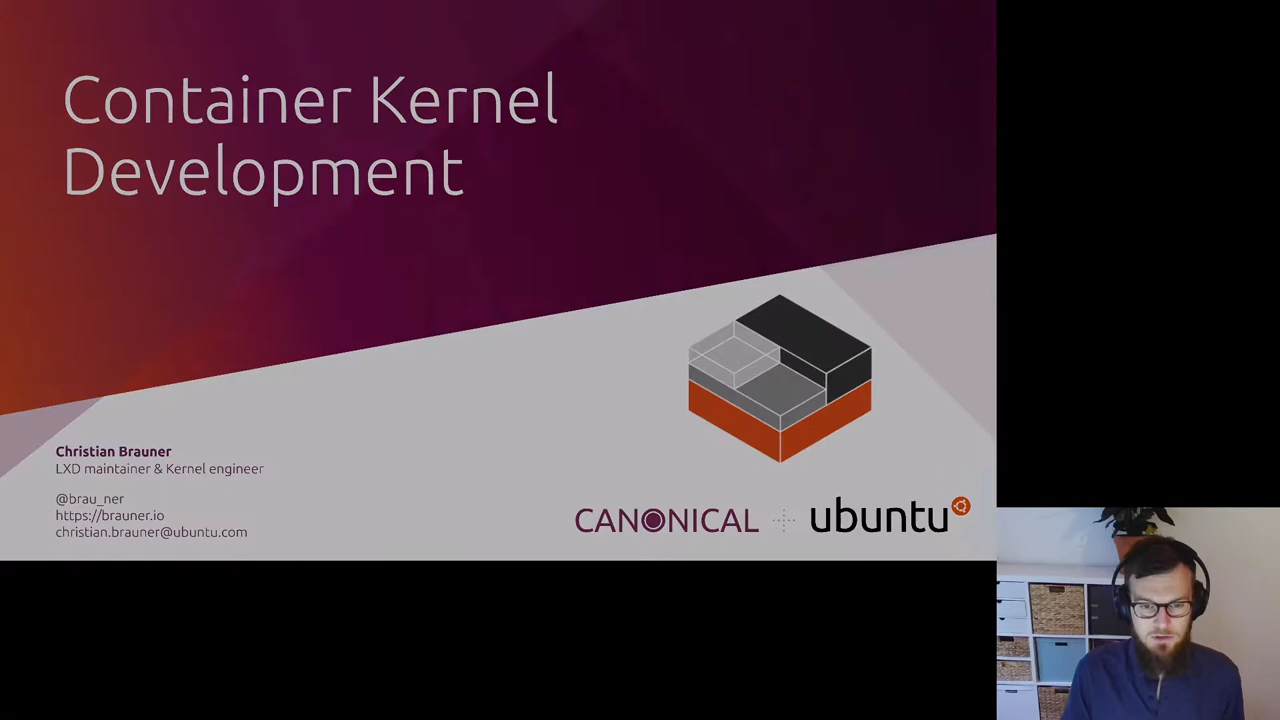 Container Kernel
Development
Christian Brauner
LXD maintainer & Kernel engineer
@brau_ner
https://brauner.io
christian.brauner@ubuntu.com
CANONICAL
ubuntu